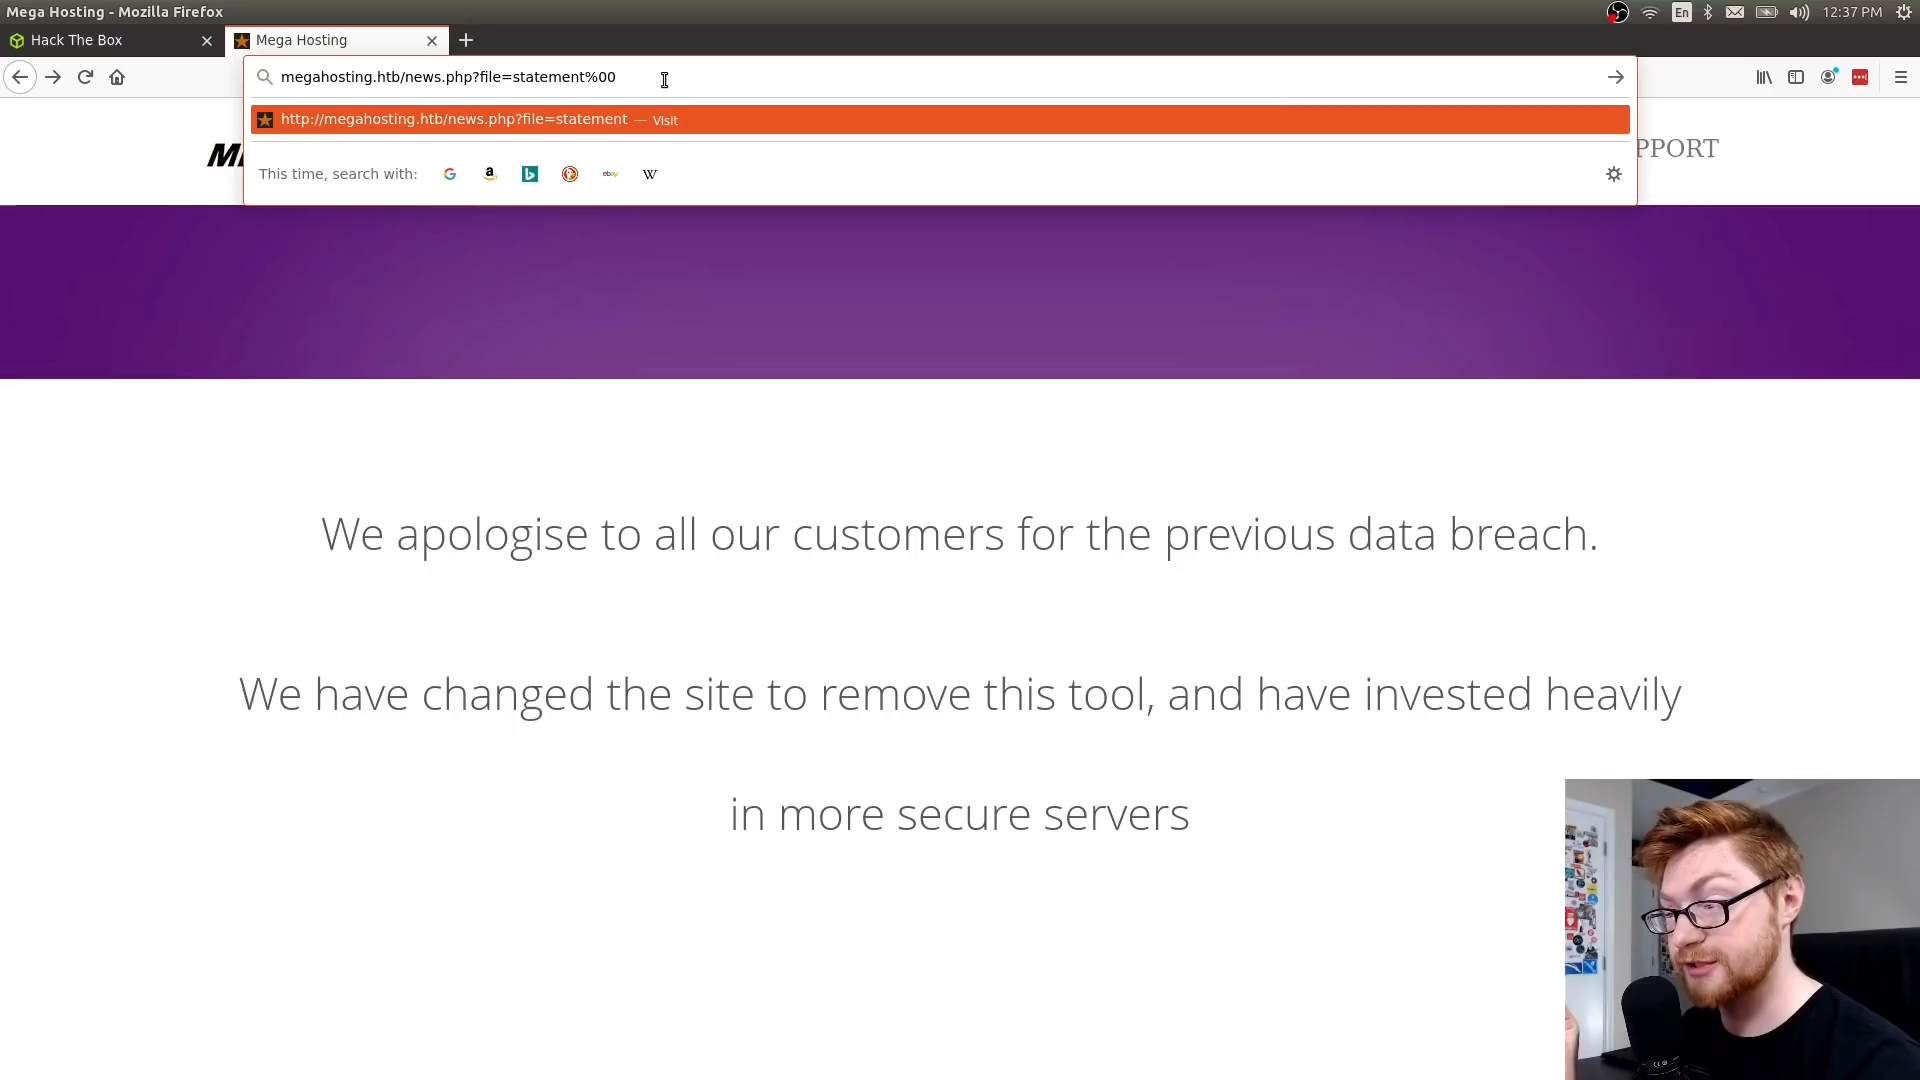 Mega Hosting - Mozilla Firefox
En
12:37 PM
Hack The Box
Mega Hosting
megahosting.htb/news.php?file=statement%00
http://megahosting.htb/news.php?file=statement — Visit
This time, search with:
a
b
ebay
W
PPORT
We apologise to all our customers for the previous data breach.
We have changed the site to remove this tool, and have invested heavily
in more secure servers